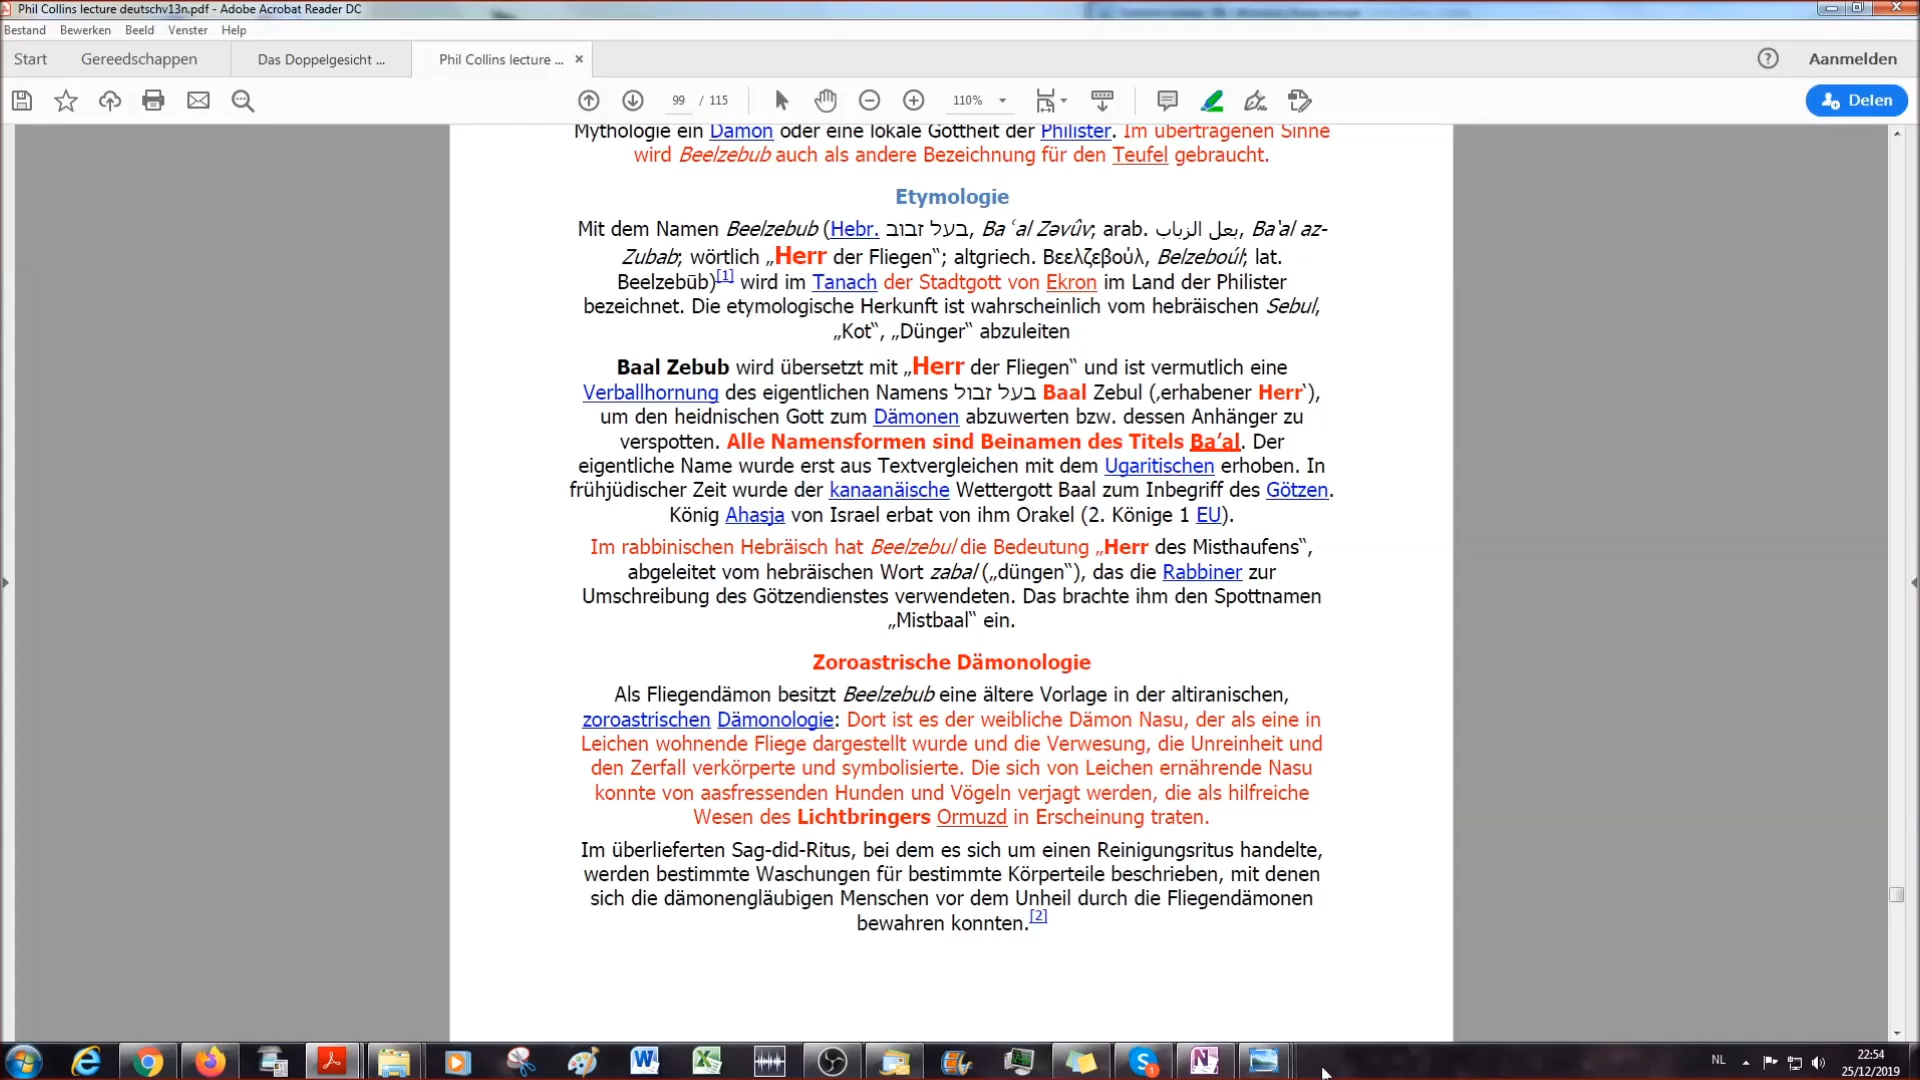 Phil Collins lecture deutschv13n.pdf - Adobe Acrobat Reader DC
Bestand Bewerken Beeld Venster Help
Start Gereedschappen Das Doppelgesicht ... Phil Collins lecture ... × ? Aanmelden
99 / 115 110% Delen
Mythologie ein Dämon oder eine lokale Gottheit der Philister. Im übertragenen Sinne
wird Beelzebub auch als andere Bezeichnung für den Teufel gebraucht.
Etymologie
Mit dem Namen Beelzebub (Hebr. בעל זבוב, Baʿal Zəvûv; arab. بعل الزباب, Ba'al az-
Zubab; wörtlich „Herr der Fliegen“; altgriech. Βεελζεβούλ, Belzeboúl; lat.
Beelzebūb)[1] wird im Tanach der Stadtgott von Ekron im Land der Philister
bezeichnet. Die etymologische Herkunft ist wahrscheinlich vom hebräischen Sebul,
„Kot“, „Dünger“ abzuleiten
Baal Zebub wird übersetzt mit „Herr der Fliegen“ und ist vermutlich eine
Verballhornung des eigentlichen Namens בעל זבול Baal Zebul (‚erhabener Herr‘),
um den heidnischen Gott zum Dämonen abzuwerten bzw. dessen Anhänger zu
verspotten. Alle Namensformen sind Beinamen des Titels Ba’al. Der
eigentliche Name wurde erst aus Textvergleichen mit dem Ugaritischen erhoben. In
frühjüdischer Zeit wurde der kanaanäische Wettergott Baal zum Inbegriff des Götzen.
König Ahasja von Israel erbat von ihm Orakel (2. Könige 1 EU).
Im rabbinischen Hebräisch hat Beelzebul die Bedeutung „Herr des Misthaufens“,
abgeleitet vom hebräischen Wort zabal („düngen“), das die Rabbiner zur
Umschreibung des Götzendienstes verwendeten. Das brachte ihm den Spottnamen
„Mistbaal“ ein.
Zoroastrische Dämonologie
Als Fliegendämon besitzt Beelzebub eine ältere Vorlage in der altiranischen,
zoroastrischen Dämonologie: Dort ist es der weibliche Dämon Nasu, der als eine in
Leichen wohnende Fliege dargestellt wurde und die Verwesung, die Unreinheit und
den Zerfall verkörperte und symbolisierte. Die sich von Leichen ernährende Nasu
konnte von aasfressenden Hunden und Vögeln verjagt werden, die als hilfreiche
Wesen des Lichtbringers Ormuzd in Erscheinung traten.
Im überlieferten Sag-did-Ritus, bei dem es sich um einen Reinigungsritus handelte,
werden bestimmte Waschungen für bestimmte Körperteile beschrieben, mit denen
sich die dämonengläubigen Menschen vor dem Unheil durch die Fliegendämonen
bewahren konnten.[2]
NL 22:54
25/12/2019